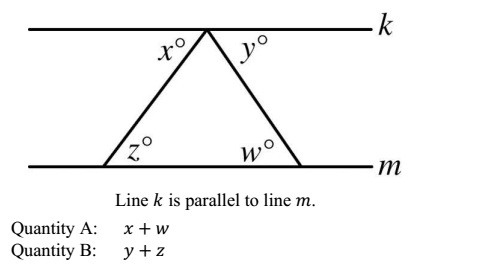 k
x° y°
z° w°
m
Line k is parallel to line m.
Quantity A: x + w
Quantity B: y + z